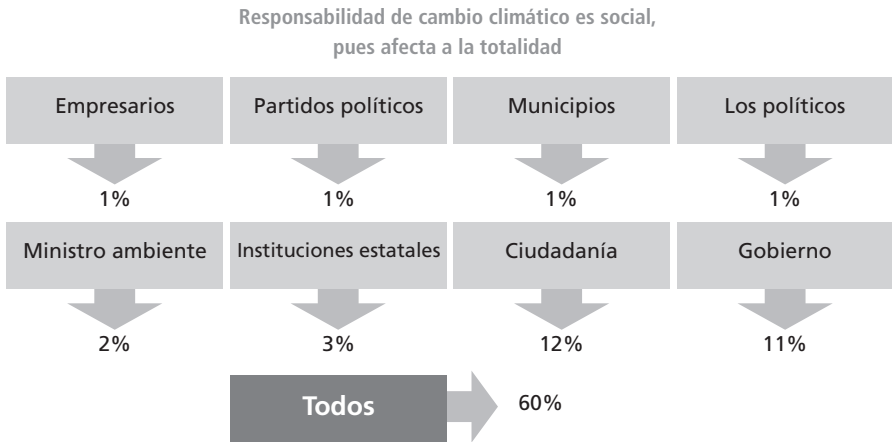 Responsabilidad de cambio climático es social,
pues afecta a la totalidad
Empresarios
Partidos políticos
Municipios
Los políticos
1%
1%
1%
1%
Ministro ambiente
Instituciones estatales
Ciudadanía
Gobierno
2%
3%
12%
11%
Todos
60%